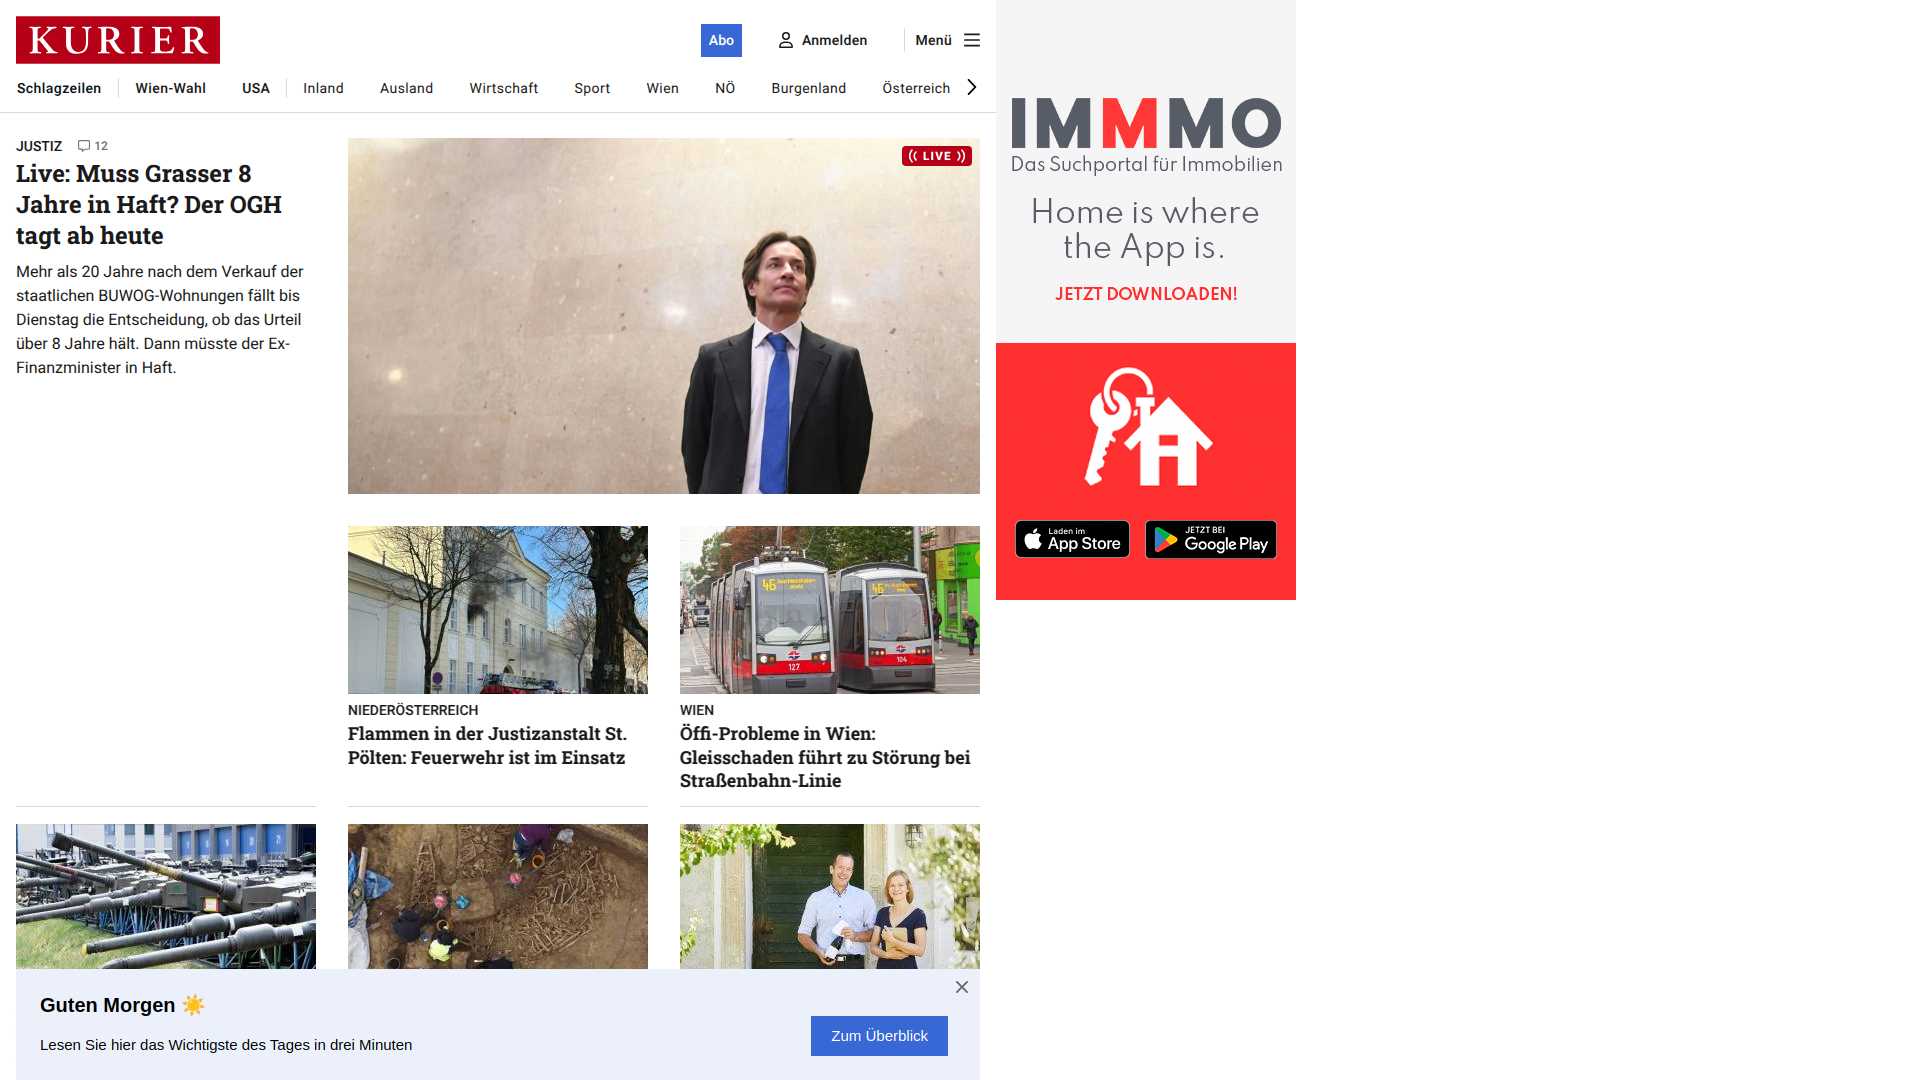 KURIER
Abo
Anmelden
Menü
Schlagzeilen
Wien-Wahl
USA
Inland
Ausland
Wirtschaft
Sport
Wien
NÖ
Burgenland
Österreich
JUSTIZ
12
Live: Muss Grasser 8
Jahre in Haft? Der OGH
tagt ab heute
Mehr als 20 Jahre nach dem Verkauf der
staatlichen BUWOG-Wohnungen fällt bis
Dienstag die Entscheidung, ob das Urteil
über 8 Jahre hält. Dann müsste der Ex-
Finanzminister in Haft.
LIVE
46
127
46
104
NIEDERÖSTERREICH
Flammen in der Justizanstalt St.
Pölten: Feuerwehr ist im Einsatz
WIEN
Öffi-Probleme in Wien:
Gleisschaden führt zu Störung bei
Straßenbahn-Linie
Guten Morgen ☀️
Lesen Sie hier das Wichtigste des Tages in drei Minuten
Zum Überblick
IMMMO
Das Suchportal für Immobilien
Home is where
the App is.
JETZT DOWNLOADEN!
Laden im
App Store
JETZT BEI
Google Play